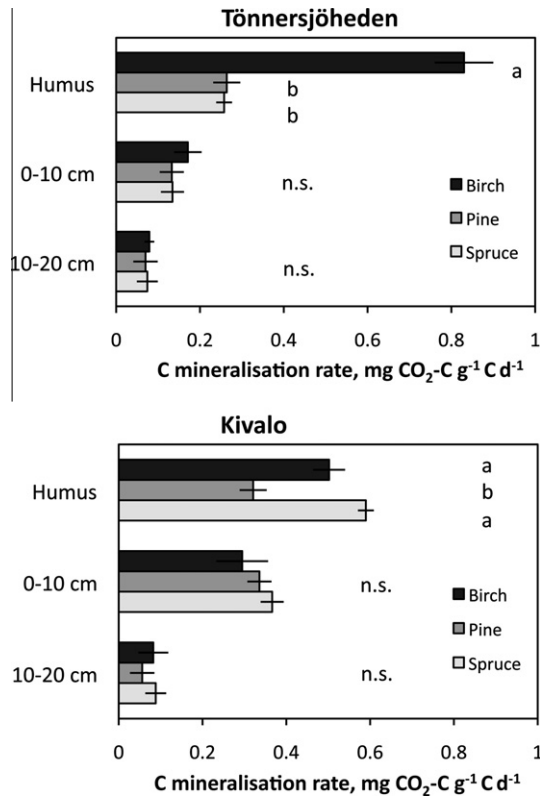 Tönnersjöheden
Humus
a
b
b
0-10 cm
n.s.
10-20 cm
n.s.
Birch
Pine
Spruce
0 0.2 0.4 0.6 0.8 1
C mineralisation rate, mg CO₂-C g⁻¹ C d⁻¹
Kivalo
Humus
a
b
a
0-10 cm
n.s.
10-20 cm
n.s.
Birch
Pine
Spruce
0 0.2 0.4 0.6 0.8 1
C mineralisation rate, mg CO₂-C g⁻¹ C d⁻¹